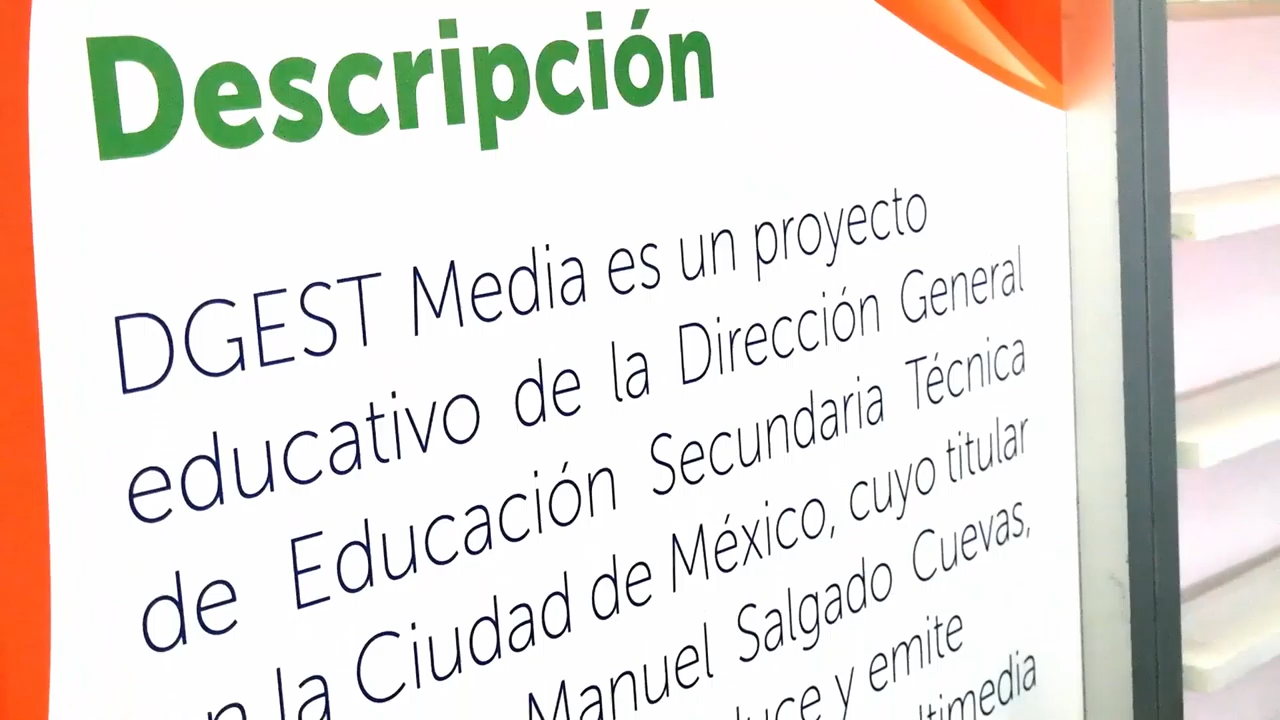 Descripción
DGEST Media es un proyecto
educativo de la Dirección General
de Educación Secundaria Técnica
la Ciudad de México, cuyo titular
Manuel Salgado Cuevas,
y emite